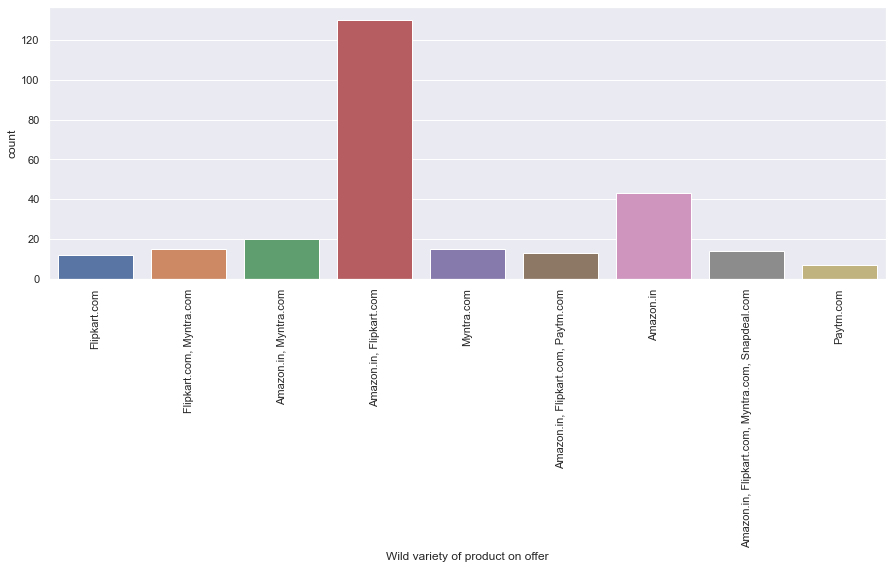 120
100
80
60
40
20
0
count
Flipkart.com
Flipkart.com, Myntra.com
Amazon.in, Myntra.com
Amazon.in, Flipkart.com
Myntra.com
Amazon.in, Flipkart.com, Paytm.com
Amazon.in
Amazon.in, Flipkart.com, Myntra.com, Snapdeal.com
Paytm.com
Wild variety of product on offer